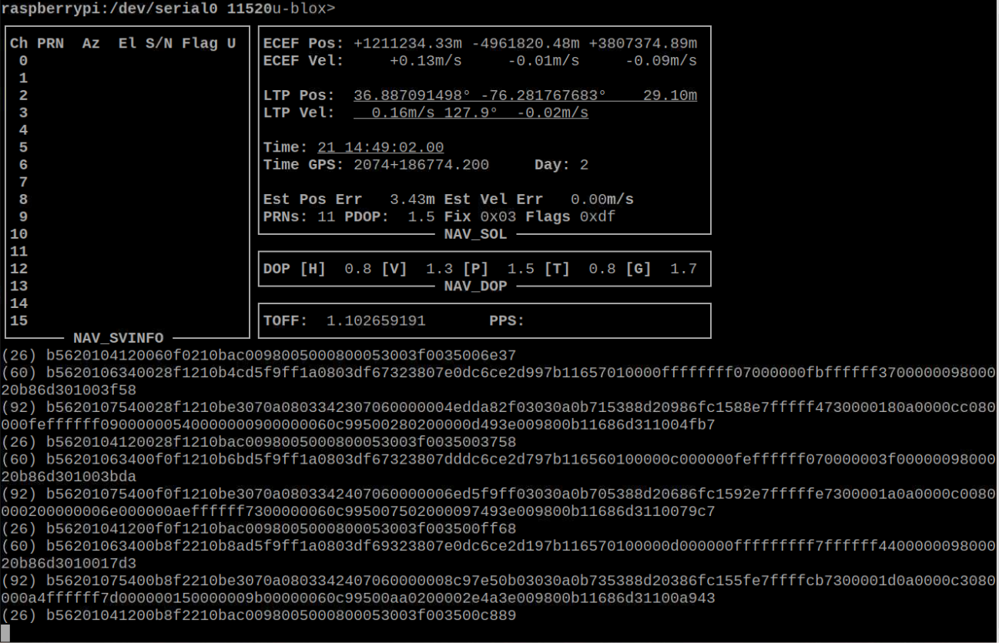 raspberrypi:/dev/serial0 11520u-blox>
Ch PRN  Az  El S/N Flag U
0
1
2
3
4
5
6
7
8
9
10
11
12
13
14
15
NAV_SVINFO
ECEF Pos: +1211234.33m -4961820.48m +3807374.89m
ECEF Vel:     +0.13m/s     -0.01m/s     -0.09m/s
LTP Pos:  36.887091498° -76.281767683°    29.10m
LTP Vel:    0.16m/s 127.9°  -0.02m/s
Time: 21 14:49:02.00
Time GPS: 2074+186774.200     Day: 2
Est Pos Err   3.43m Est Vel Err   0.00m/s
PRNs: 11 PDOP:  1.5 Fix 0x03 Flags 0xdf
NAV_SOL
DOP [H]  0.8 [V]  1.3 [P]  1.5 [T]  0.8 [G]  1.7
NAV_DOP
TOFF:  1.102659191       PPS:
(26) b5620104120060f0210bac0098005000800053003f0035006e37
(60) b5620106340028f1210b4cd5f9ff1a0803df67323807e0dc6ce2d997b11657010000ffffffff07000000fbffffff3700000098000
20b86d301003f58
(92) b5620107540028f1210be3070a0803342307060000004edda82f03030a0b715388d20986fc1588e7fffff4730000180a0000cc080
000feffffff09000000540000000900000060c99500280200000d493e009800b11686d311004fb7
(26) b5620104120028f1210bac0098005000800053003f0035003758
(60) b56201063400f0f1210b6bd5f9ff1a0803df67323807dddc6ce2d797b116560100000c000000feffffff070000003f00000098000
20b86d301003bda
(92) b56201075400f0f1210be3070a0803342407060000006ed5f9ff03030a0b705388d20686fc1592e7fffffe7300001a0a0000c0080
000200000006e000000aeffffff7300000060c995007502000097493e009800b11686d3110079c7
(26) b56201041200f0f1210bac0098005000800053003f003500ff68
(60) b56201063400b8f2210b8ad5f9ff1a0803df69323807e0dc6ce2d197b116570100000d000000fffffffff7ffffff4400000098000
20b86d3010017d3
(92) b56201075400b8f2210be3070a0803342407060000008c97e50b03030a0b735388d20386fc155fe7ffffcb7300001d0a0000c3080
000a4ffffff7d000000150000009b00000060c99500aa0200002e4a3e009800b11686d31100a943
(26) b56201041200b8f2210bac0098005000800053003f003500c889